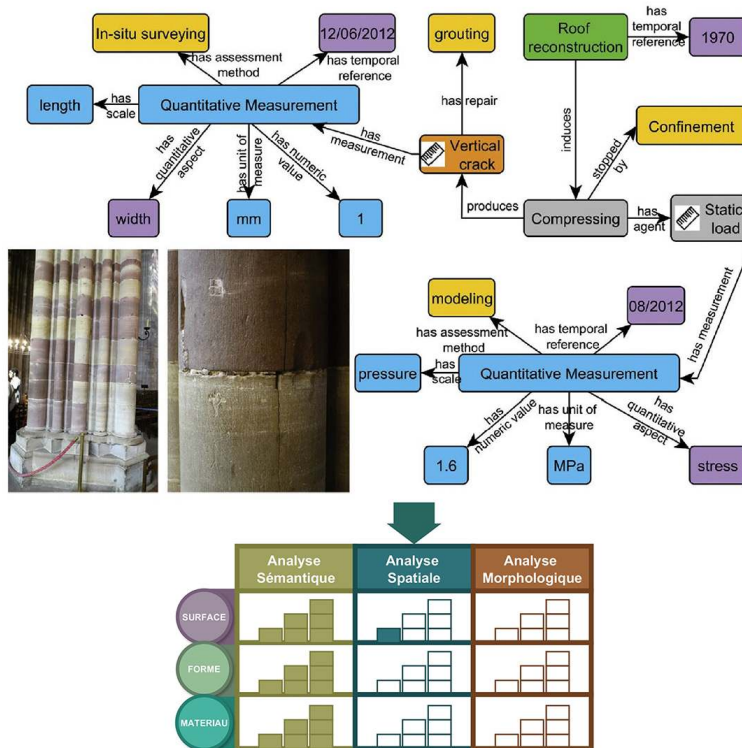 In-situ surveying
12/06/2012
grouting
Roof
reconstruction
has
temporal
reference
1970
has assessment
method
has temporal
reference
length
has
scale
Quantitative Measurement
has repair
induces
stopped
by
Confinement
has
measurement
Vertical
crack
has
quantitative
aspect
has unit of
measure
has numeric
value
width
mm
1
produces
Compressing
has
agent
Static
load
modeling
08/2012
has measurement
has assessment
method
has temporal
reference
pressure
has
scale
Quantitative Measurement
has
numeric value
has unit of
measure
has
quantitative
aspect
1.6
MPa
stress
Analyse
Sémantique
Analyse
Spatiale
Analyse
Morphologique
SURFACE
FORME
MATERIAU